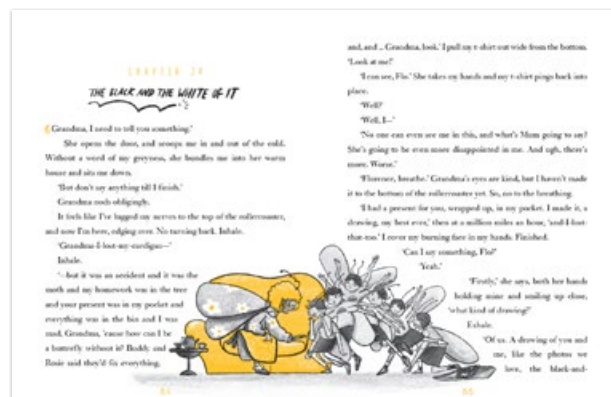 CHAPTER 24
THE BLACK AND THE WHITE OF IT
'Grandma, I need to tell you something.'
She opens the door, and scoops me in and out of the cold.
Without a word of my greyness, she bundles me into her warm
house and sits me down.
'But don't say anything till I finish.'
Grandma nods obligingly.
It feels like I've lugged my nerves to the top of the rollercoaster,
and now I'm here, edging over. No turning back. Inhale.
'Grandma-I-lost-my-cardigan—'
Inhale.
'—but it was an accident and it was the
moth and my homework was in the tree
and your present was in my pocket and
everything was in the bin and I was
mad, Grandma, 'cause how can I be
a butterfly without it? Buddy and
Rosie said they'd fix everything,
84
and, and ... Grandma, look.' I pull my t-shirt out wide from the bottom.
'Look at me!'
'I can see, Flo.' She takes my hands and my t-shirt pings back into
place.
'Well?'
'Well, I—'
'No one can even see me in this, and what's Mum going to say?
She's going to be even more disappointed in me. And ugh, there's
more. Worse.'
'Florence, breathe.' Grandma's eyes are kind, but I haven't made
it to the bottom of the rollercoaster yet. So, no to the breathing.
'I had a present for you, wrapped up, in my pocket. I made it, a
drawing, my best ever,' then at a million miles an hour, 'and-I-lost-
that-too.' I cover my burning face in my hands. Finished.
'Can I say something, Flo?'
'Yeah.'
'Firstly,' she says, both her hands
holding mine and smiling up close,
'what kind of drawing?'
Exhale.
'Of us. A drawing of you and
me, like the photos we
love, the black-and-
85